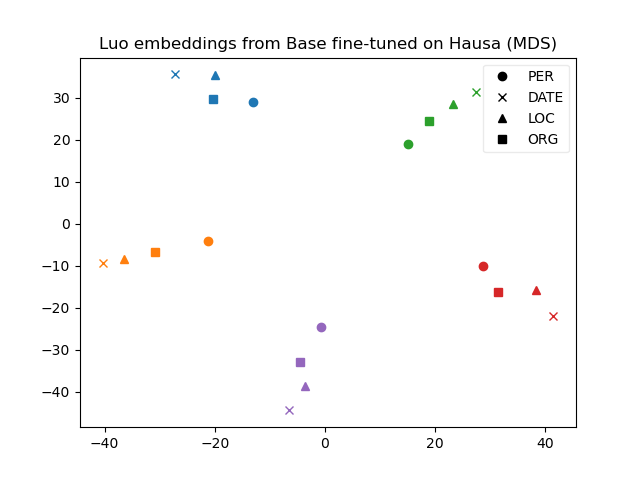 Luo embeddings from Base fine-tuned on Hausa (MDS)
PER
DATE
LOC
ORG
30
20
10
0
−10
−20
−30
−40
−40
−20
0
20
40